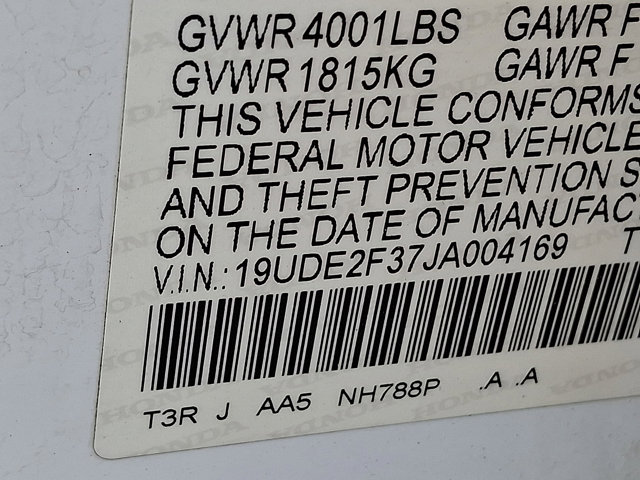 GVWR 4001LBS GAWR F
GVWR 1815KG GAWR F
THIS VEHICLE CONFORMS
FEDERAL MOTOR VEHICLE
AND THEFT PREVENTION S
ON THE DATE OF MANUFAC
V.I.N.: 19UDE2F37JA004169 T
T3R J AA5 NH788P .A .A